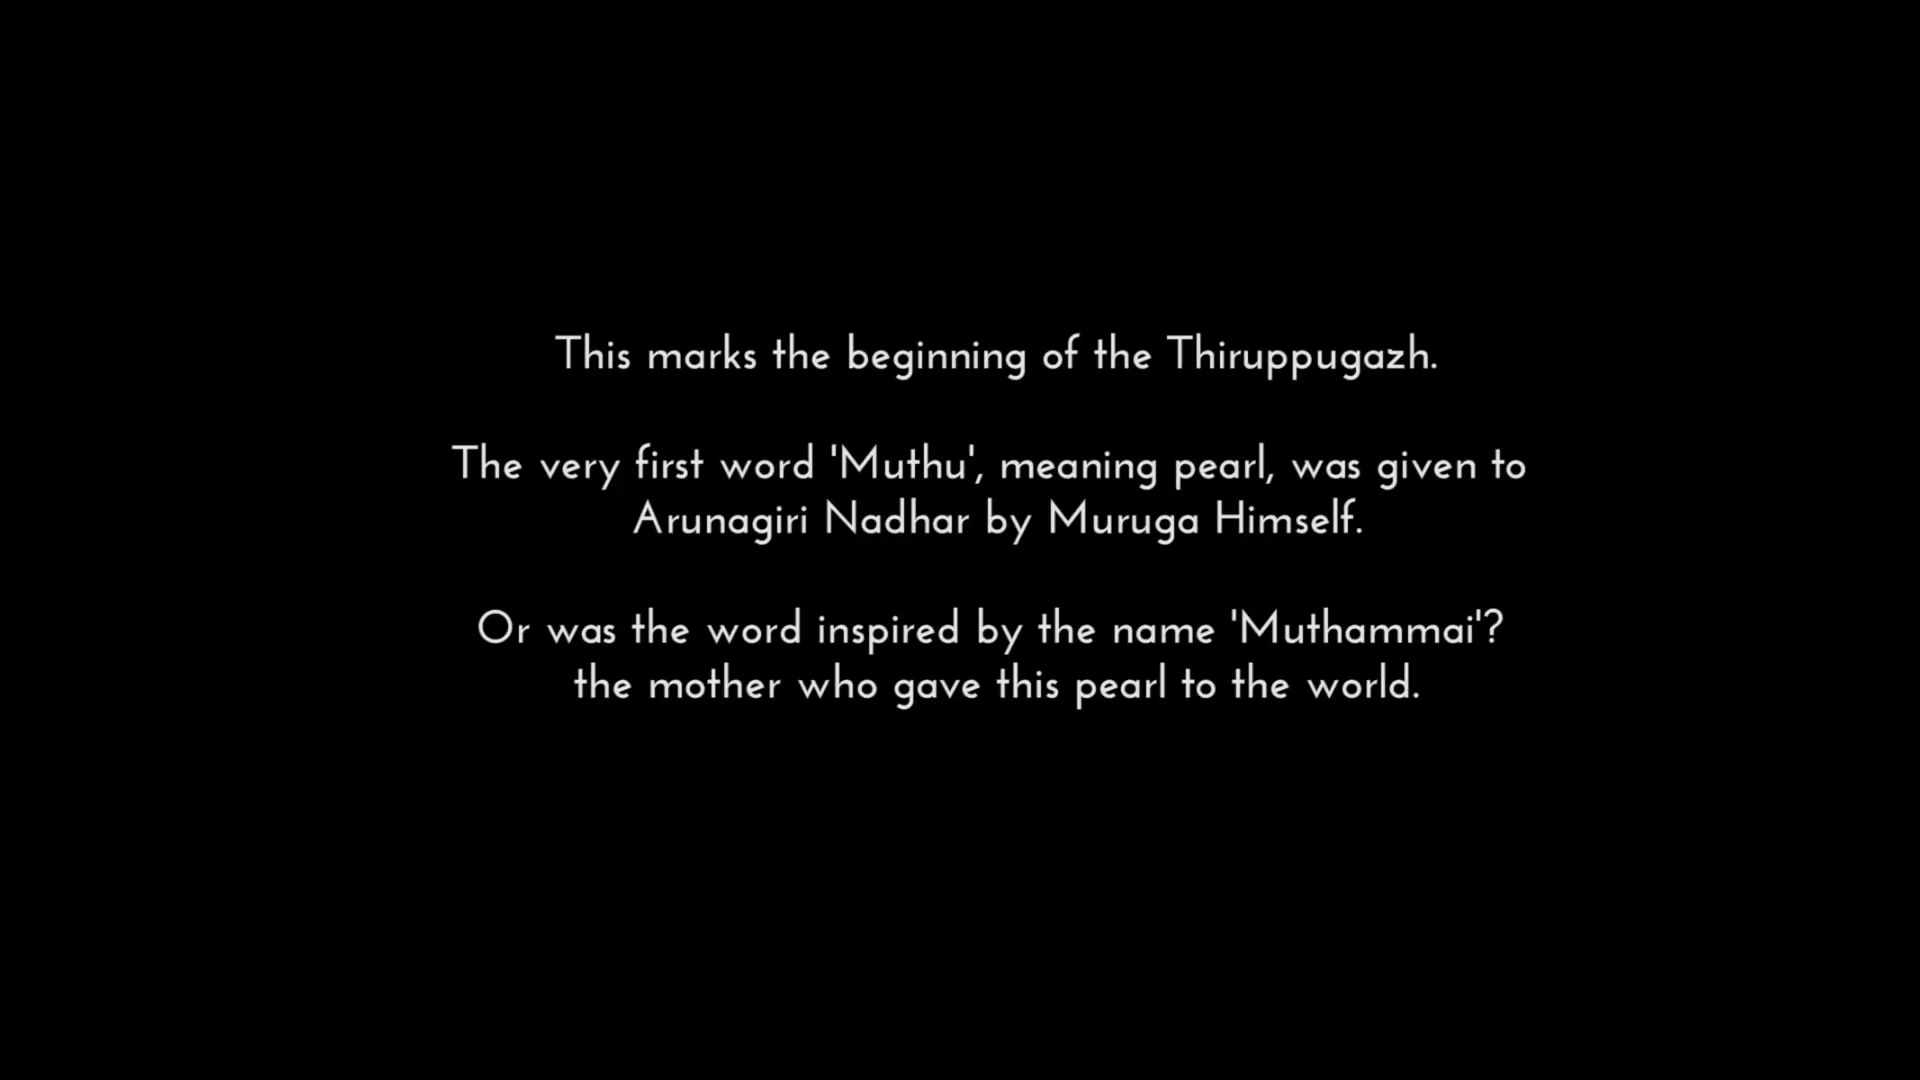 This marks the beginning of the Thiruppugazh.
The very first word 'Muthu', meaning pearl, was given to
Arunagiri Nadhar by Muruga Himself.
Or was the word inspired by the name 'Muthammai'?
the mother who gave this pearl to the world.